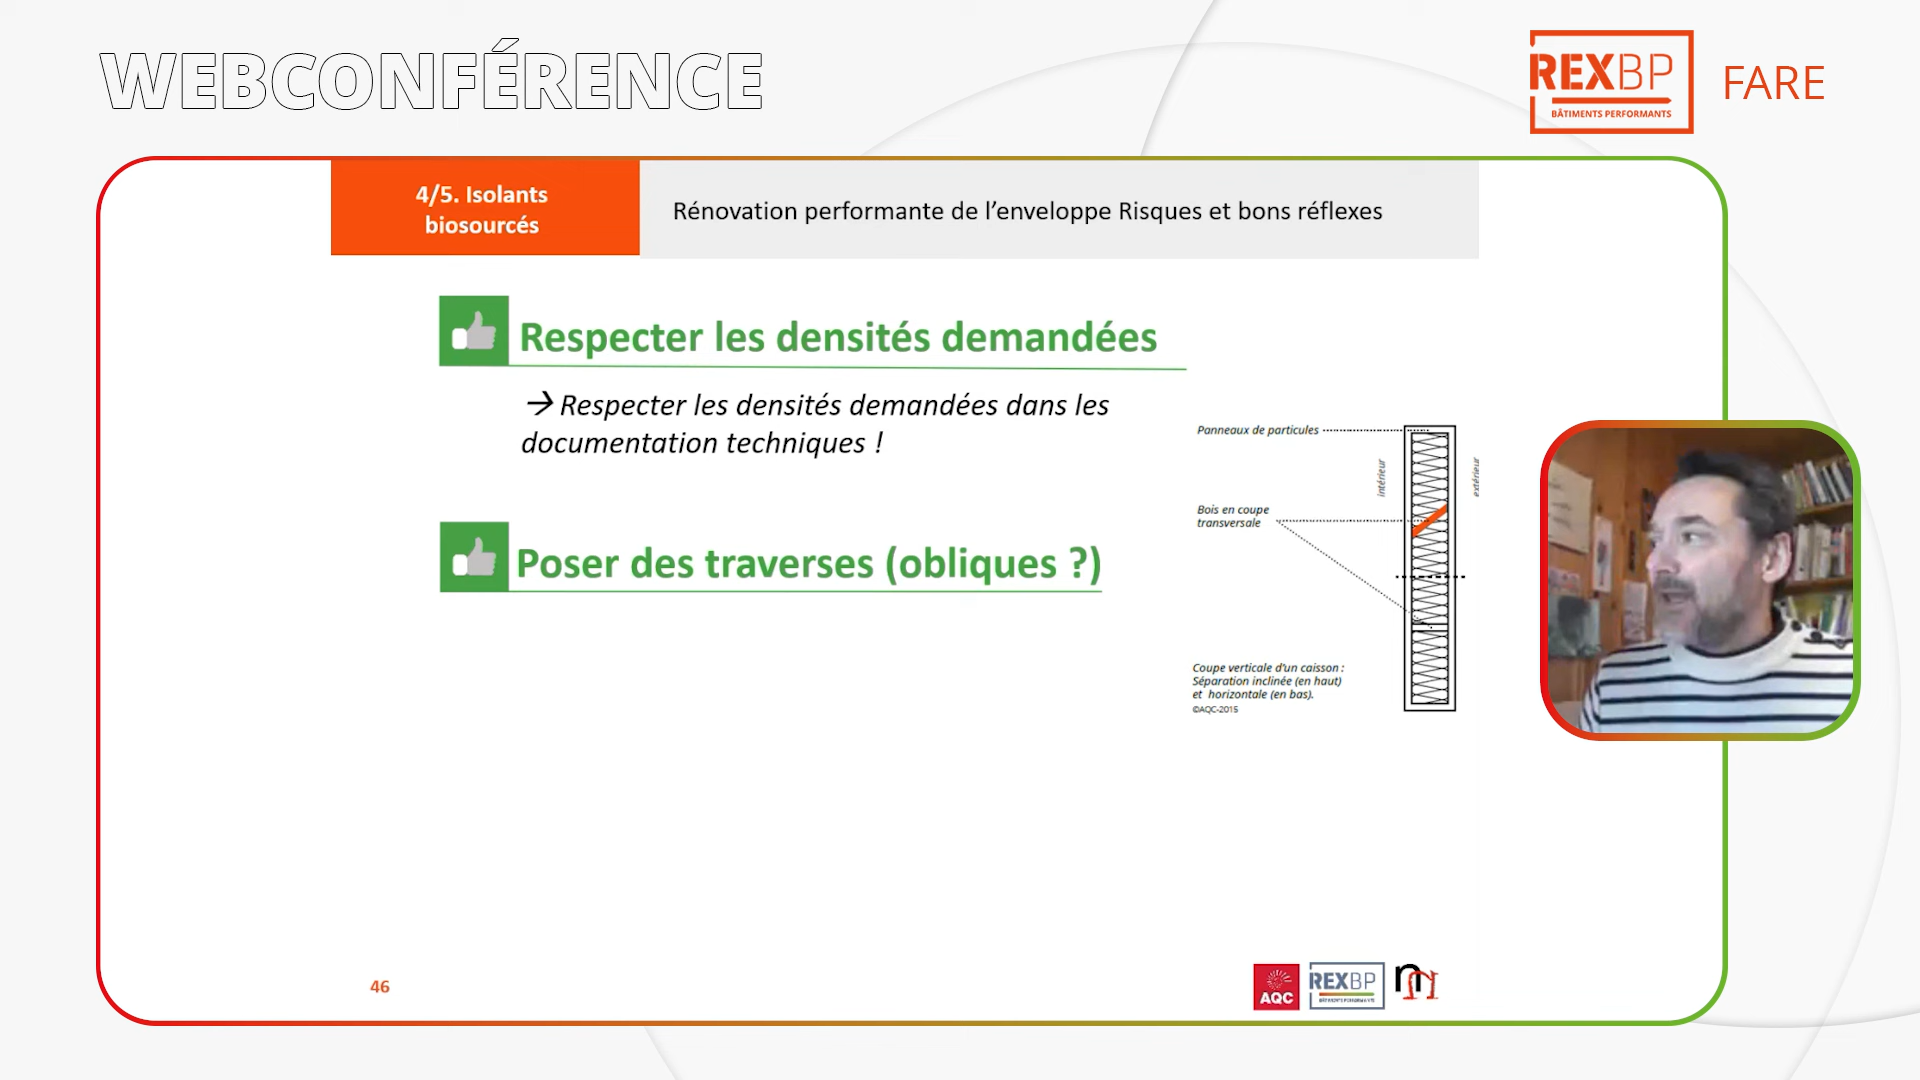 WEBCONFÉRENCE
REXBP
BÂTIMENTS PERFORMANTS
FARE
4/5. Isolants
biosourcés
Rénovation performante de l’enveloppe Risques et bons réflexes
Respecter les densités demandées
→ Respecter les densités demandées dans les
documentation techniques !
Poser des traverses (obliques ?)
Panneaux de particules
intérieur
extérieur
Bois en coupe
transversale
Coupe verticale d’un caisson :
Séparation inclinée (en haut)
et horizontale (en bas).
©AQC-2015
46
AQC
REXBP
BÂTIMENTS PERFORMANTS